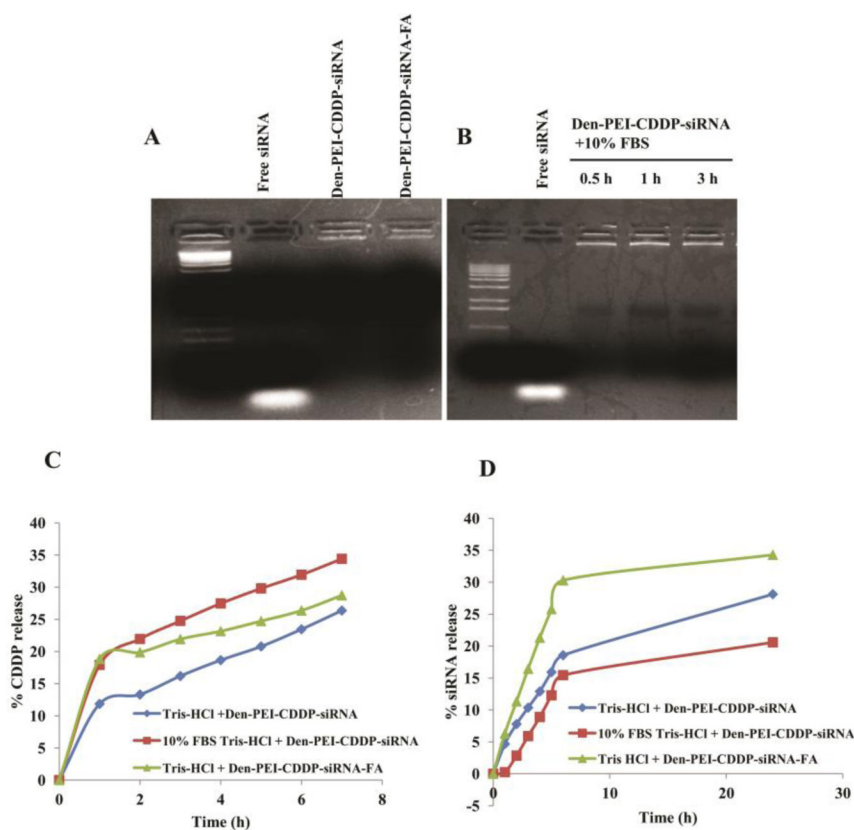 A
Free siRNA
Den-PEI-CDDP-siRNA
Den-PEI-CDDP-siRNA-FA
B
Free siRNA
Den-PEI-CDDP-siRNA
+10% FBS
0.5 h 1 h 3 h
C
% CDDP release
40
35
30
25
20
15
10
5
0
0 2 4 6 8
Time (h)
Tris-HCl +Den-PEI-CDDP-siRNA
10% FBS Tris-HCl + Den-PEI-CDDP-siRNA
Tris-HCl + Den-PEI-CDDP-siRNA-FA
D
% siRNA release
40
35
30
25
20
15
10
5
0
-5
0 10 20 30
Time (h)
Tris-HCl + Den-PEI-CDDP-siRNA
10% FBS Tris-HCl + Den-PEI-CDDP-siRNA
Tris HCl + Den-PEI-CDDP-siRNA-FA